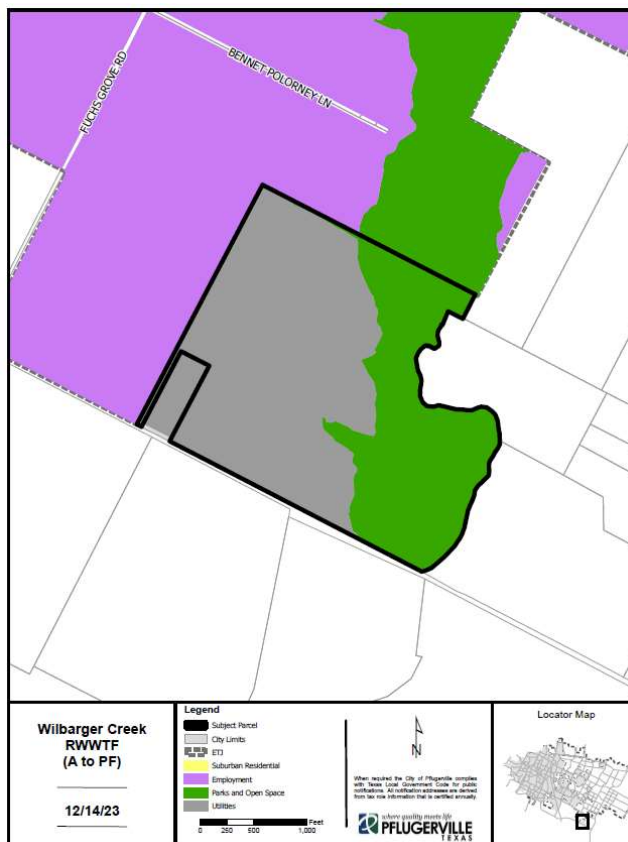 BENNET-POLORNEY LN
FUCHS GROVE RD
Wilbarger Creek
RWWTF
(A to PF)
12/14/23
Legend
Subject Parcel
City Limits
ETJ
Suburban Residential
Employment
Parks and Open Space
Utilities
Feet
0 250 500 1,000
N
When required the City of Pflugerville complies
with Texas Local Government Code for public
notifications. All notification addresses are derived
from tax role information that is certified annually.
where quality meets life
PFLUGERVILLE
TEXAS
Locator Map